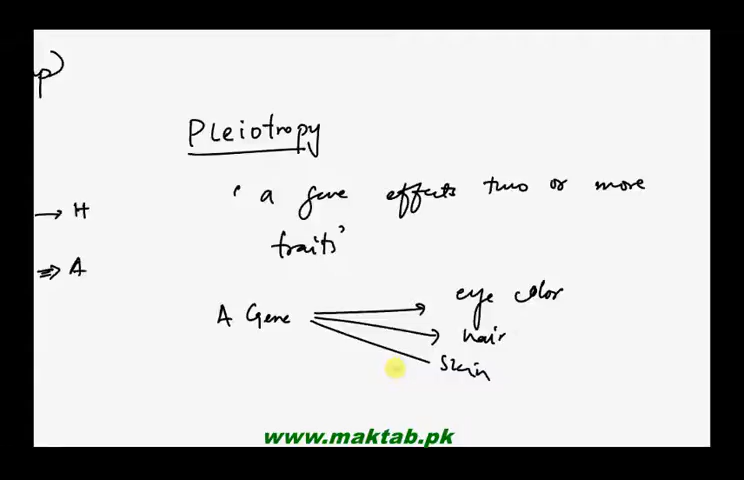 p)
Pleiotropy
' a gene effects two or more
traits'
→ H
⇒ A
A Gene
eye color
hair
skin
www.maktab.pk